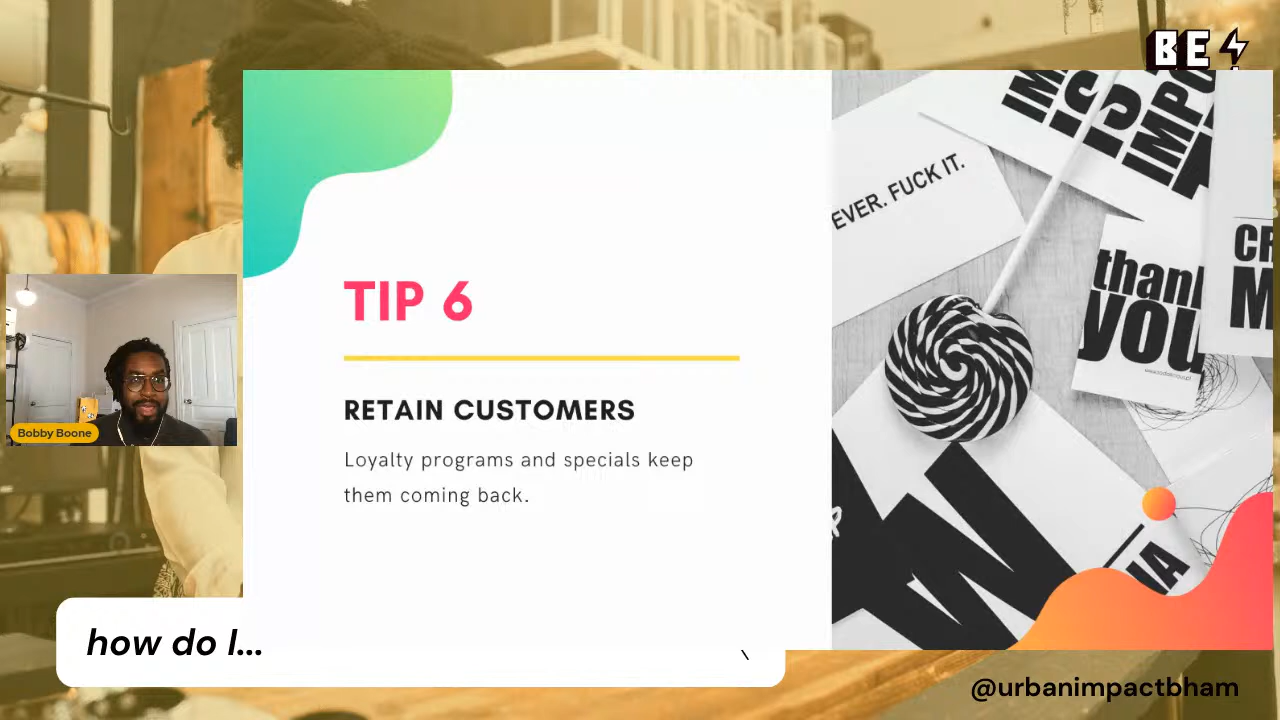 BE
TIP 6
RETAIN CUSTOMERS
Loyalty programs and specials keep
them coming back.
EVER. FUCK IT.
thank
you
Bobby Boone
how do I...
@urbanimpactbham